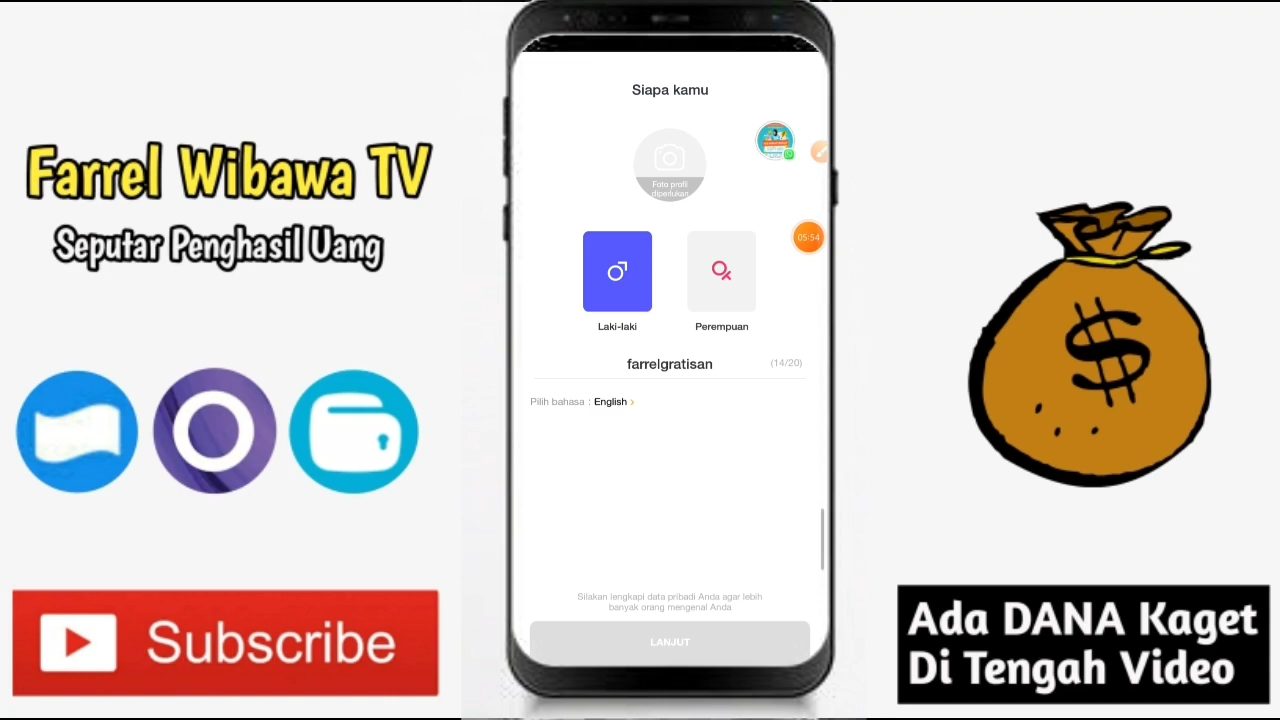 Farrel Wibawa TV
Seputar Penghasil Uang
Subscribe
Siapa kamu
Foto profil
diperlukan
05:54
Laki-laki
Perempuan
farrelgratisan
(14/20)
Pilih bahasa : English ›
Silakan lengkapi data pribadi Anda agar lebih
banyak orang mengenal Anda
LANJUT
$
Ada DANA Kaget
Di Tengah Video